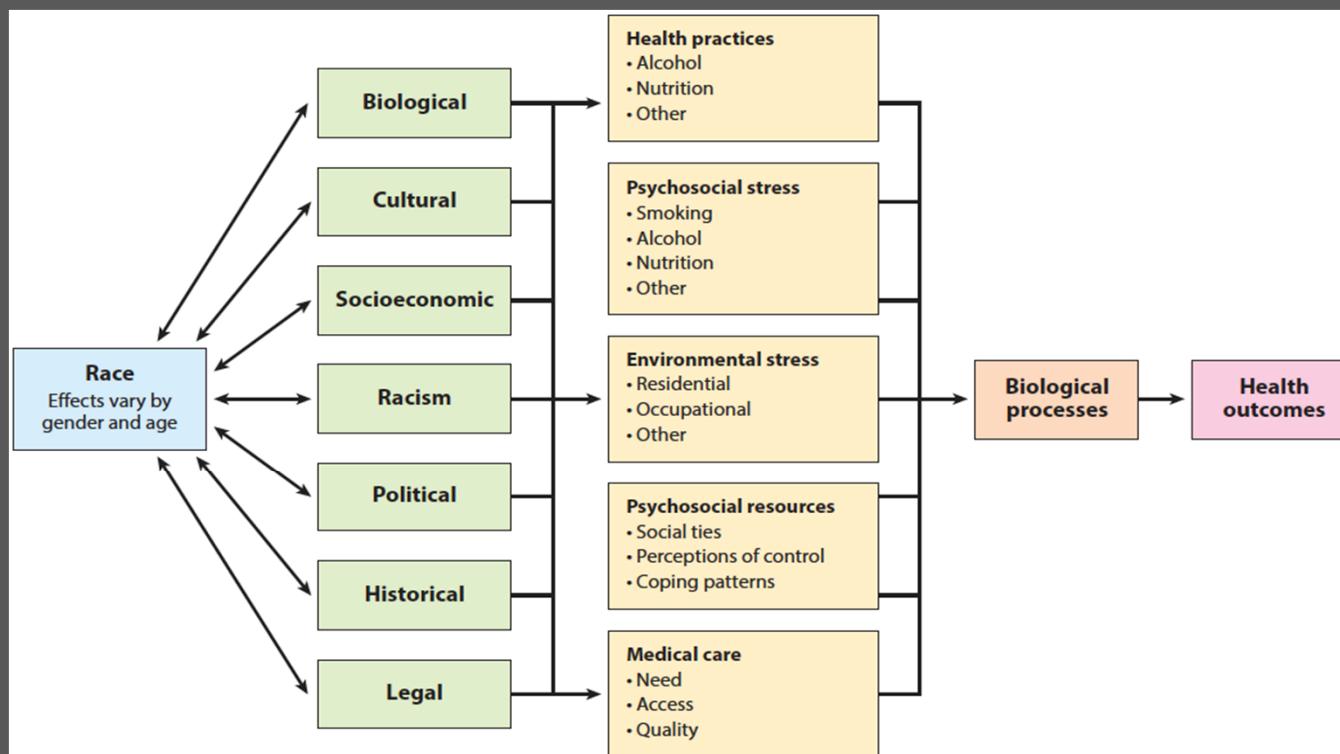 Race
Effects vary by
gender and age
Biological
Cultural
Socioeconomic
Racism
Political
Historical
Legal
Health practices
• Alcohol
• Nutrition
• Other
Psychosocial stress
• Smoking
• Alcohol
• Nutrition
• Other
Environmental stress
• Residential
• Occupational
• Other
Psychosocial resources
• Social ties
• Perceptions of control
• Coping patterns
Medical care
• Need
• Access
• Quality
Biological
processes
Health
outcomes